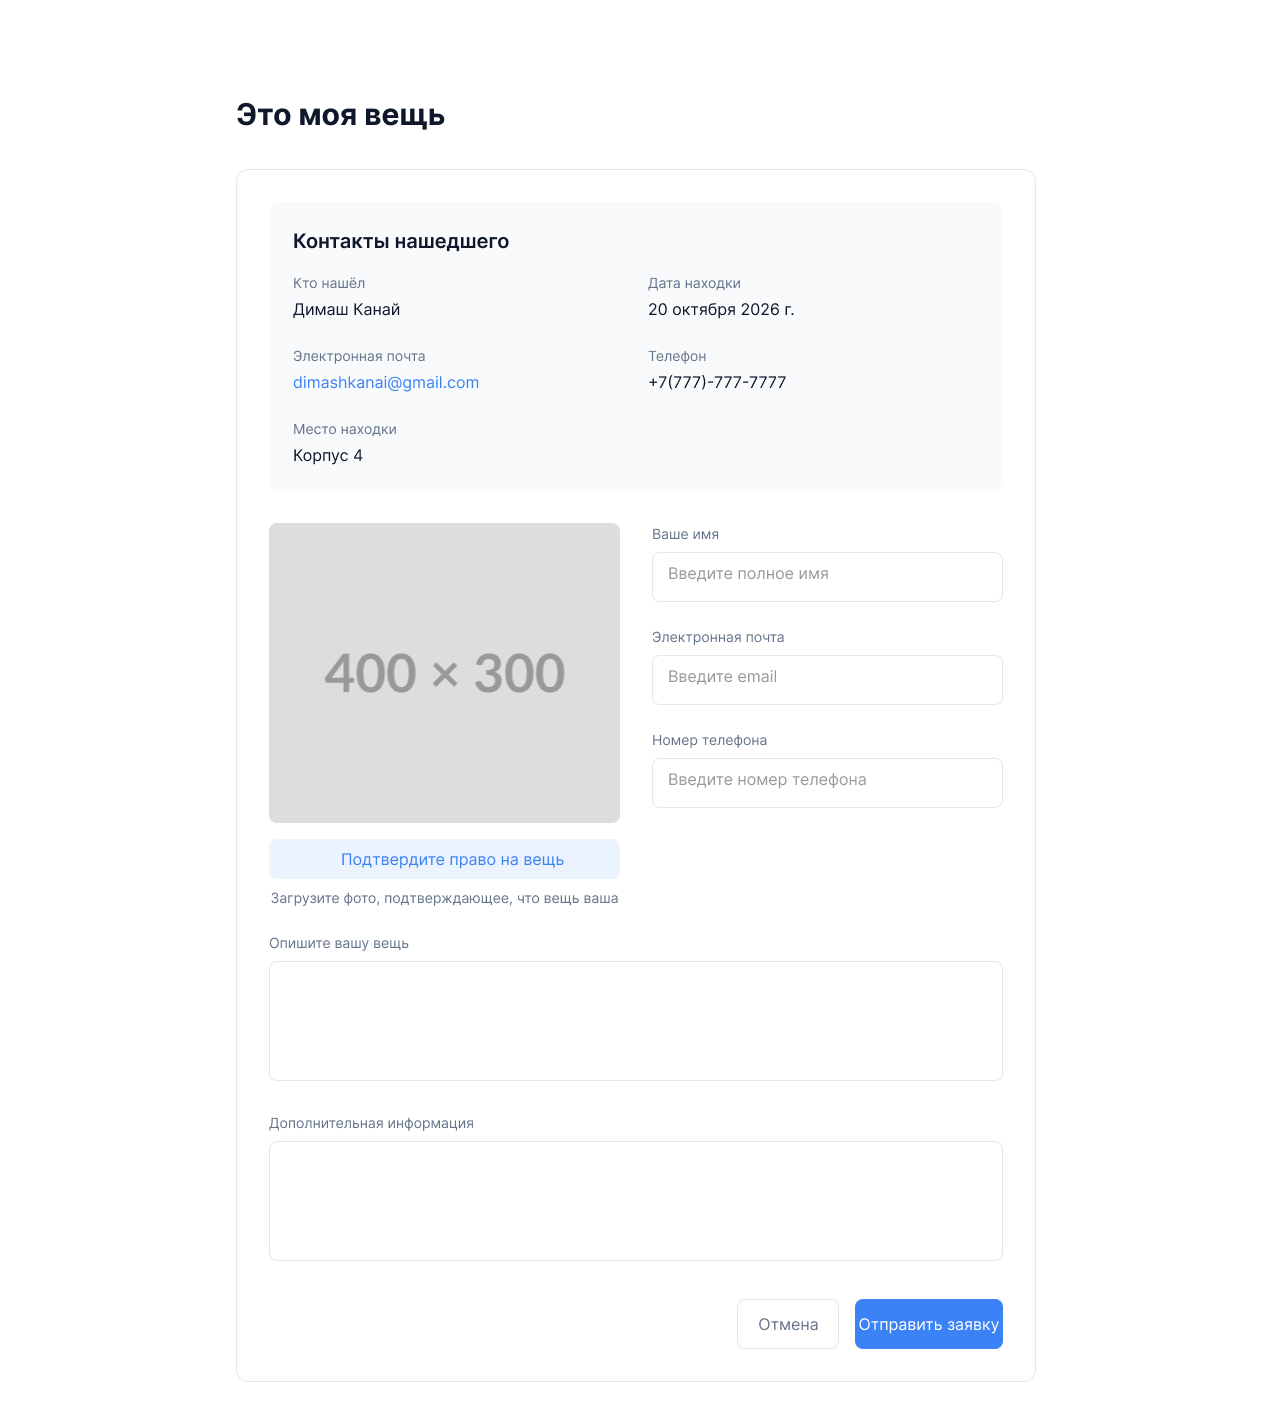 Это моя вещь
Контакты нашедшего
Кто нашёл
Димаш Канай
Дата находки
20 октября 2026 г.
Электронная почта
dimashkanai@gmail.com
Телефон
+7(777)-777-7777
Место находки
Корпус 4
400 × 300
Подтвердите право на вещь
Загрузите фото, подтверждающее, что вещь ваша
Ваше имя
Введите полное имя
Электронная почта
Введите email
Номер телефона
Введите номер телефона
Опишите вашу вещь
Дополнительная информация
Отмена
Отправить заявку